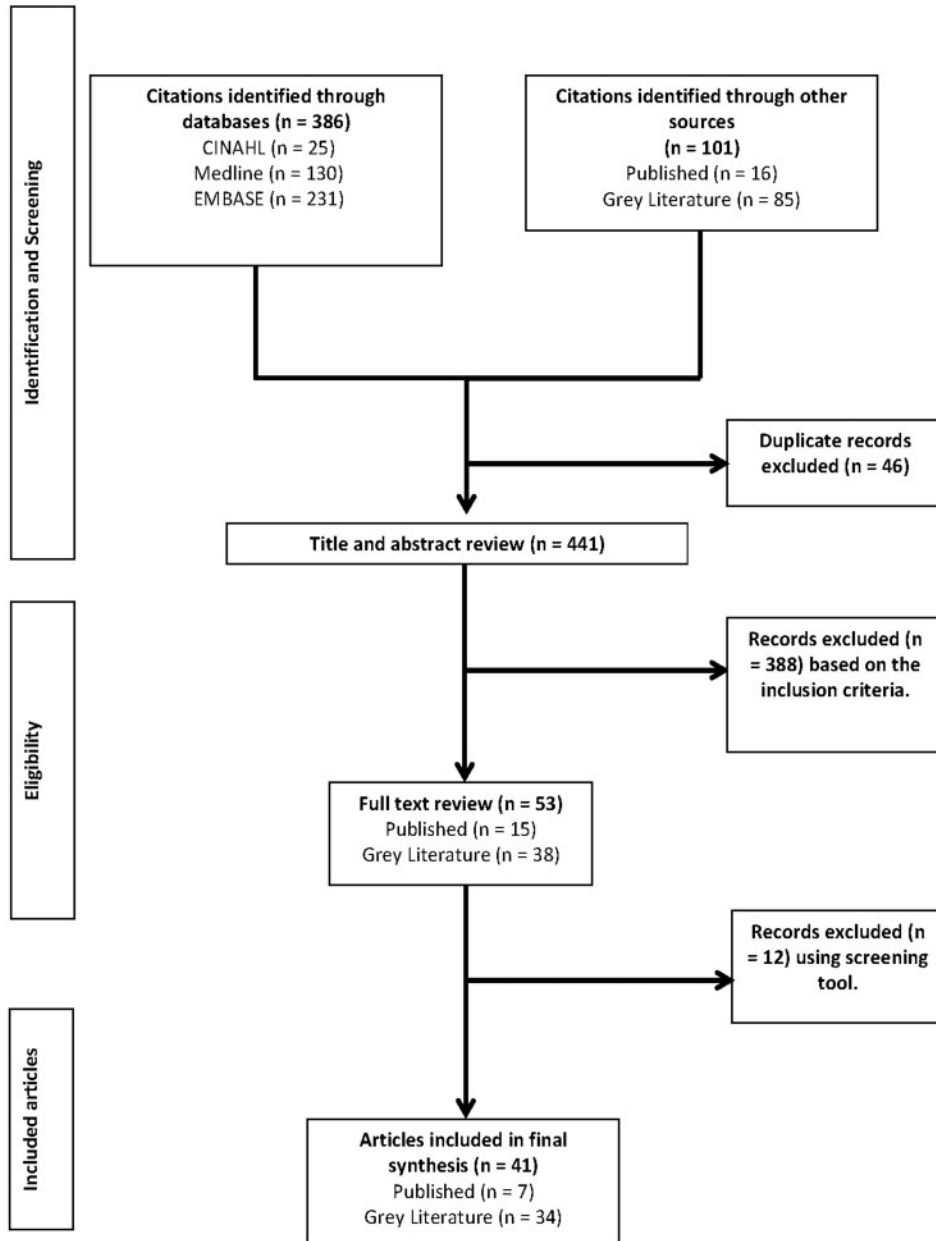 Identification and Screening
Citations identified through
databases (n = 386)
CINAHL (n = 25)
Medline (n = 130)
EMBASE (n = 231)
Citations identified through other
sources
(n = 101)
Published (n = 16)
Grey Literature (n = 85)
Duplicate records
excluded (n = 46)
Title and abstract review (n = 441)
Eligibility
Records excluded (n
= 388) based on the
inclusion criteria.
Full text review (n = 53)
Published (n = 15)
Grey Literature (n = 38)
Records excluded (n
= 12) using screening
tool.
Included articles
Articles included in final
synthesis (n = 41)
Published (n = 7)
Grey Literature (n = 34)